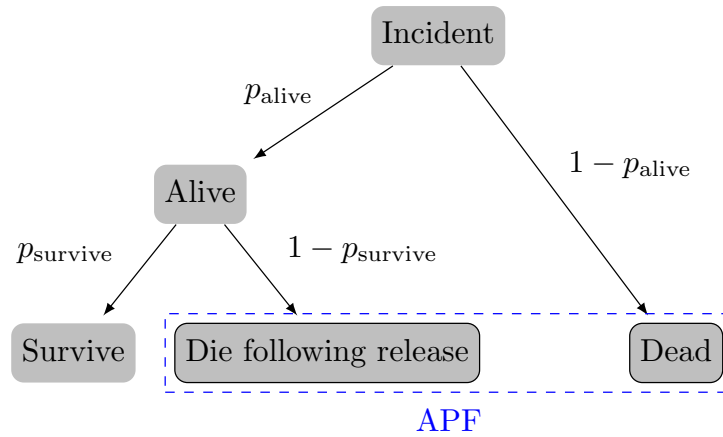 Incident
p_alive
1 − p_alive
Alive
p_survive
1 − p_survive
Survive
Die following release
Dead
APF